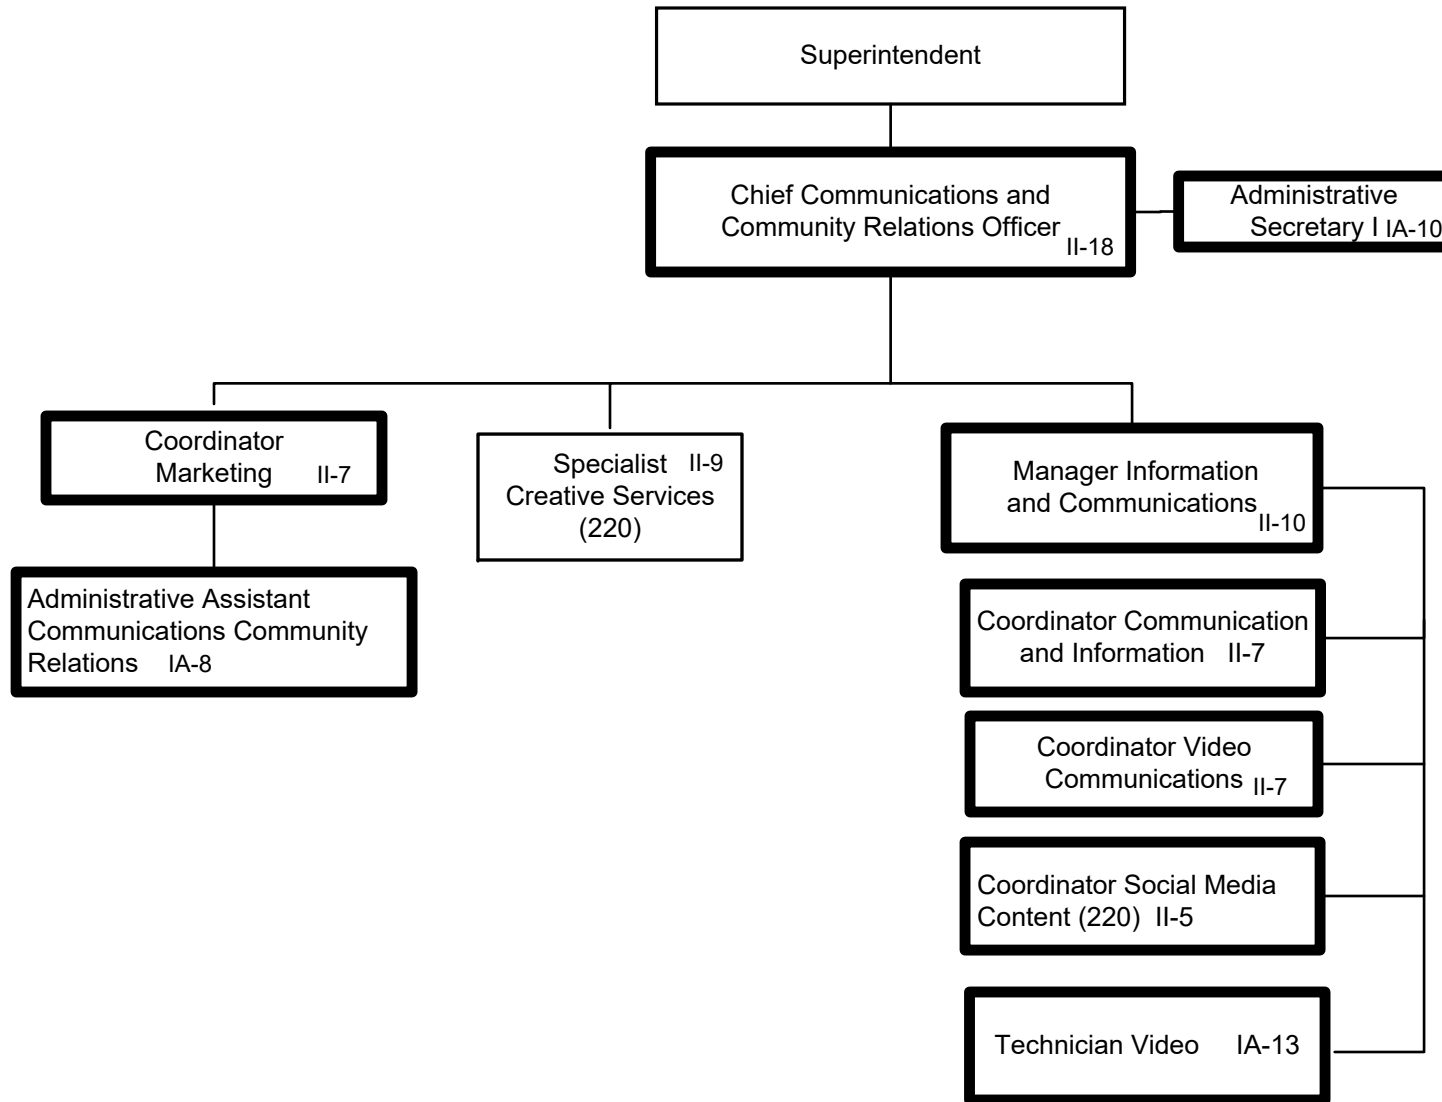 Superintendent
Chief Communications and
Community Relations Officer
II-18
Administrative
Secretary I IA-10
Coordinator
Marketing II-7
Specialist II-9
Creative Services
(220)
Manager Information
and Communications
II-10
Administrative Assistant
Communications Community
Relations IA-8
Coordinator Communication
and Information II-7
Coordinator Video
Communications II-7
Coordinator Social Media
Content (220) II-5
Technician Video IA-13